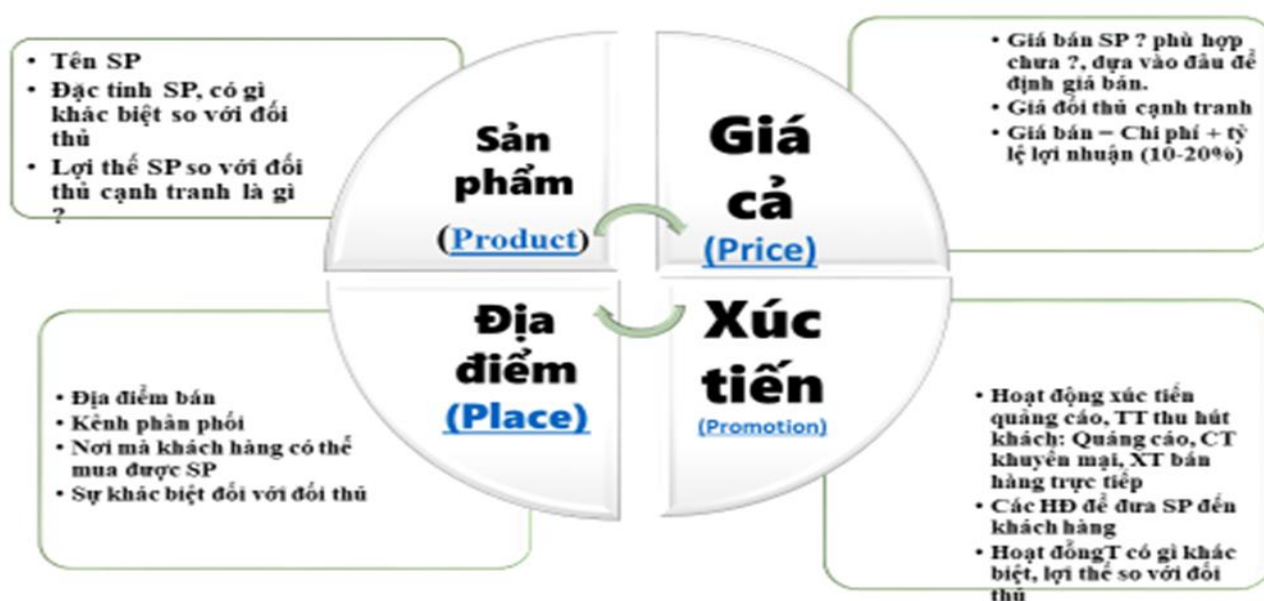 • Tên SP
• Đặc tính SP, có gì
khác biệt so với đối
thủ
• Lợi thế SP so với đối
thủ cạnh tranh là gì
?
Sản
phẩm
(Product)
Giá
cả
(Price)
• Giá bán SP ? phù hợp
chưa ?, dựa vào đâu để
định giá bán.
• Giá đối thủ cạnh tranh
• Giá bán = Chi phí + tỷ
lệ lợi nhuận (10-20%)
• Địa điểm bán
• Kênh phân phối
• Nơi mà khách hàng có thể
mua được SP
• Sự khác biệt đối với đối thủ
Địa
điểm
(Place)
Xúc
tiến
(Promotion)
• Hoạt động xúc tiến
quảng cáo, TT thu hút
khách: Quảng cáo, CT
khuyến mại, XT bán
hàng trực tiếp
• Các HĐ để đưa SP đến
khách hàng
• Hoạt đồngT có gì khác
biệt, lợi thế so với đối
thủ